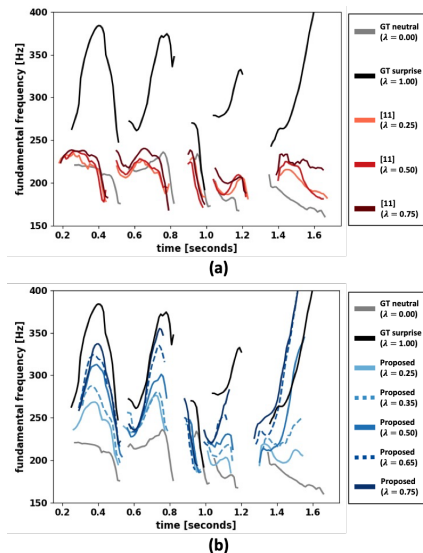 400
350
300
250
200
150
fundamental frequency [Hz]
0.2 0.4 0.6 0.8 1.0 1.2 1.4 1.6
time [seconds]
GT neutral
(λ = 0.00)
GT surprise
(λ = 1.00)
[11]
(λ = 0.25)
[11]
(λ = 0.50)
[11]
(λ = 0.75)
(a)
400
350
300
250
200
150
fundamental frequency [Hz]
0.2 0.4 0.6 0.8 1.0 1.2 1.4 1.6
time [seconds]
GT neutral
(λ = 0.00)
GT surprise
(λ = 1.00)
Proposed
(λ = 0.25)
Proposed
(λ = 0.35)
Proposed
(λ = 0.50)
Proposed
(λ = 0.65)
Proposed
(λ = 0.75)
(b)